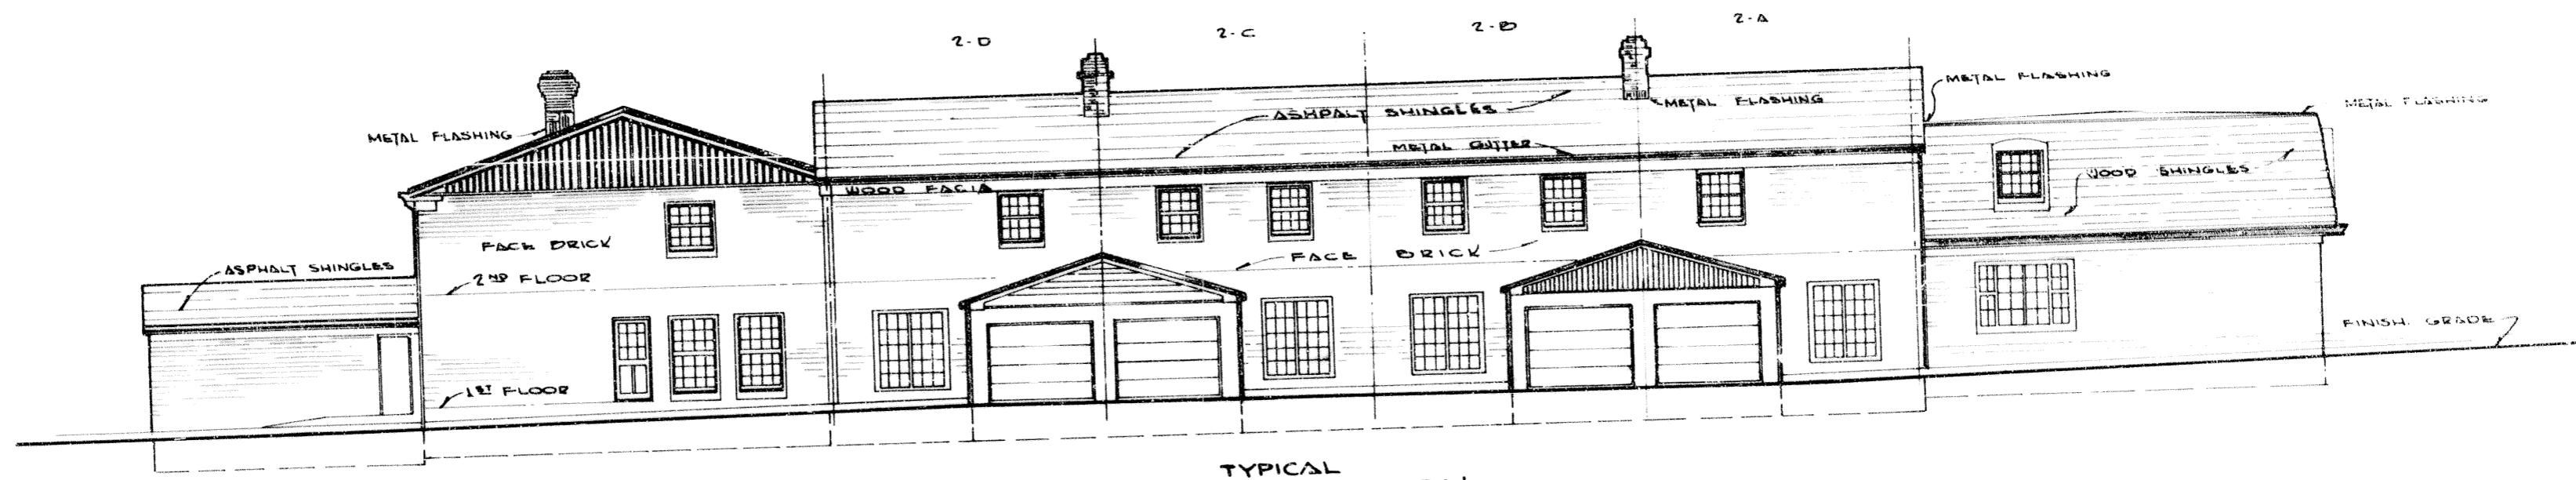 2-D
2-C
2-B
2-A
METAL FLASHING
ASHPALT SHINGLES
METAL FLASHING
METAL FLASHING
METAL FLASHING
METAL GUTTER
WOOD FACIA
WOOD SHINGLES
FACE BRICK
FACE BRICK
ASPHALT SHINGLES
2ND FLOOR
FINISH. GRADE
1ST FLOOR
TYPICAL